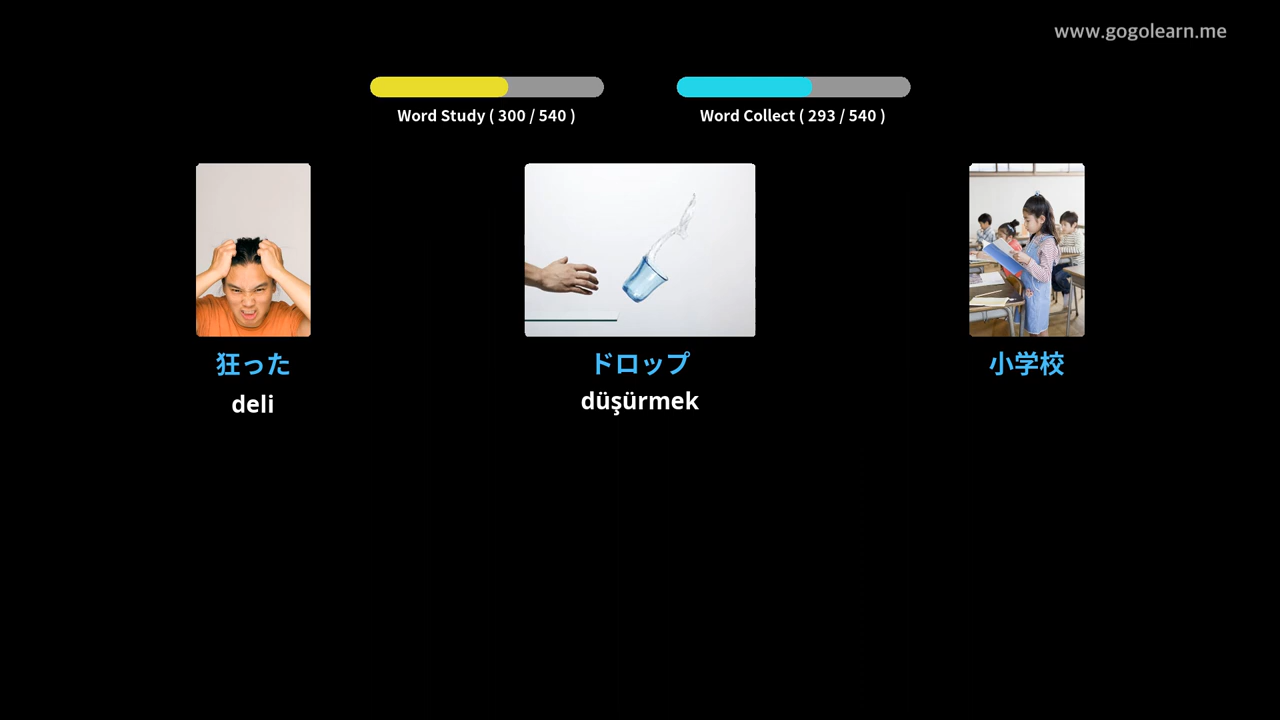 www.gogolearn.me
Word Study ( 300 / 540 )
Word Collect ( 293 / 540 )
狂った
deli
ドロップ
düşürmek
小学校